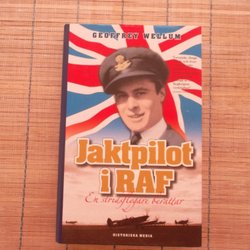 GEOFFREY WELLUM
Jaktpilot
i RAF
En stridsflygare berättar
HISTORISKA MEDIA